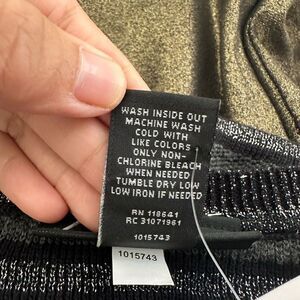 WASH INSIDE OUT
MACHINE WASH
COLD WITH
LIKE COLORS
ONLY NON-
CHLORINE BLEACH
WHEN NEEDED
TUMBLE DRY LOW
LOW IRON IF NEEDED
RN 118641
RC 31071961
1015743
1015743